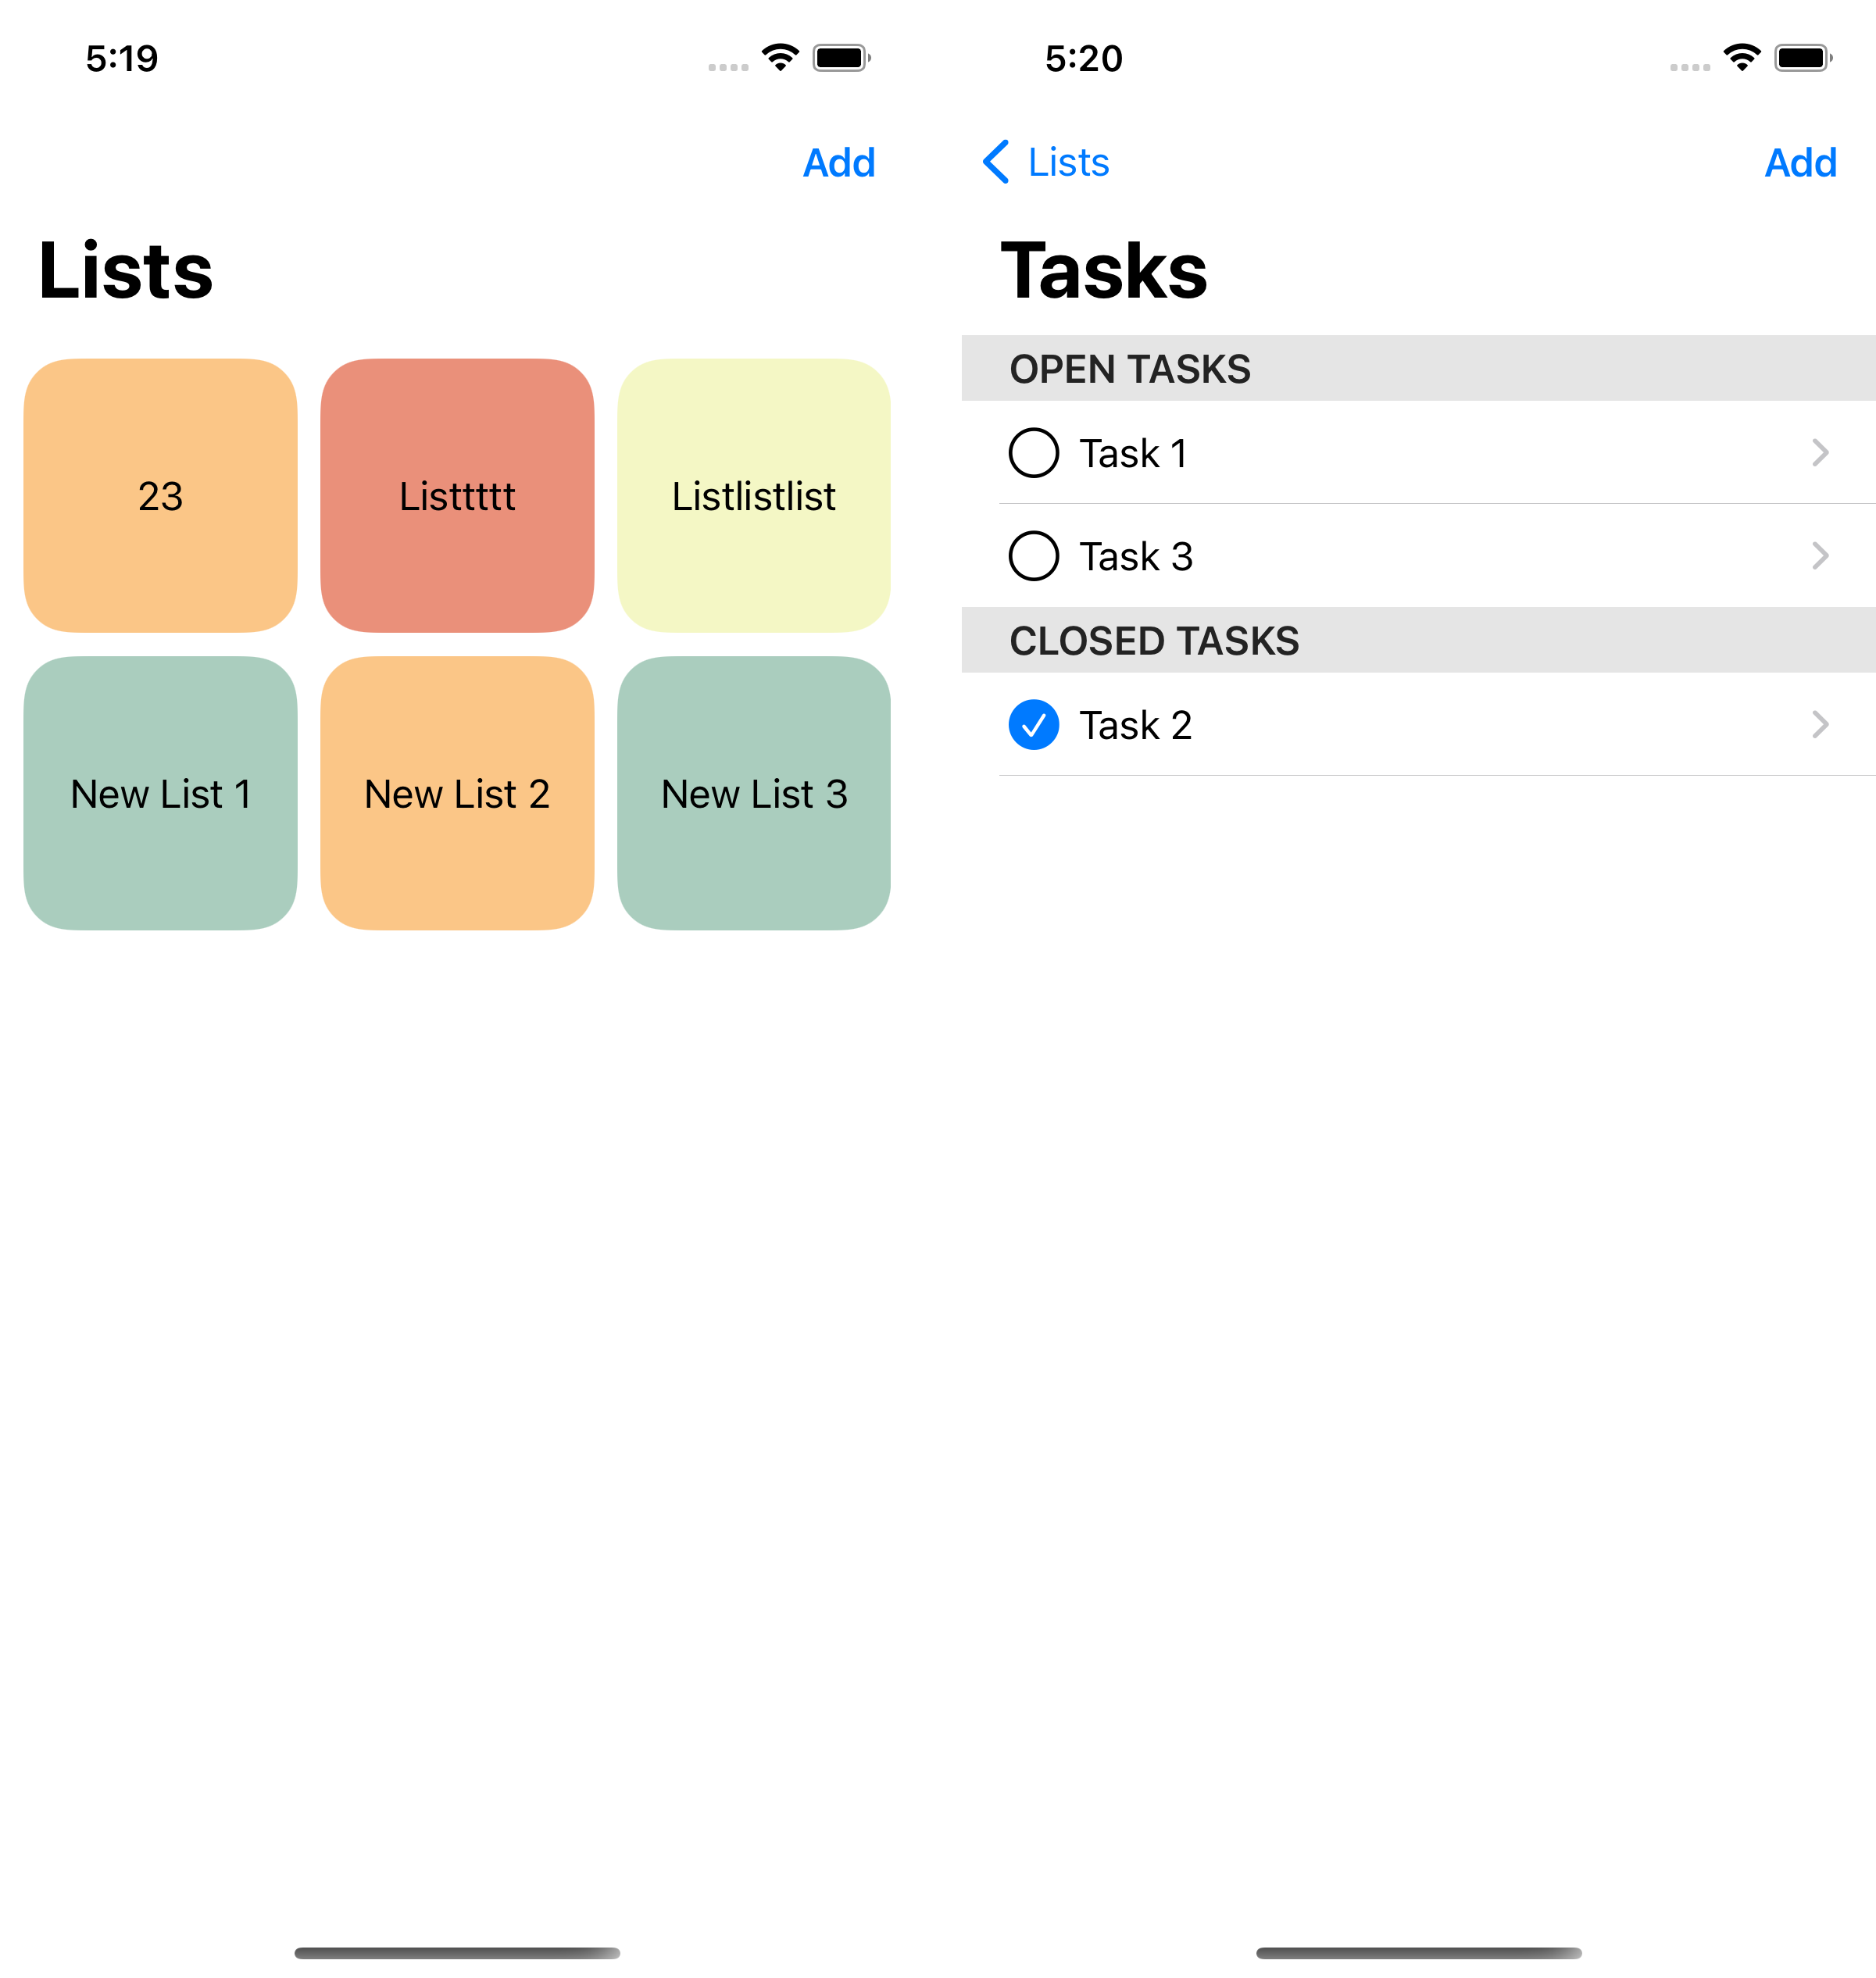 5:19
Add
Lists
23
Listtttt
Listlistlist
New List 1
New List 2
New List 3
5:20
Lists
Add
Tasks
OPEN TASKS
Task 1
Task 3
CLOSED TASKS
Task 2